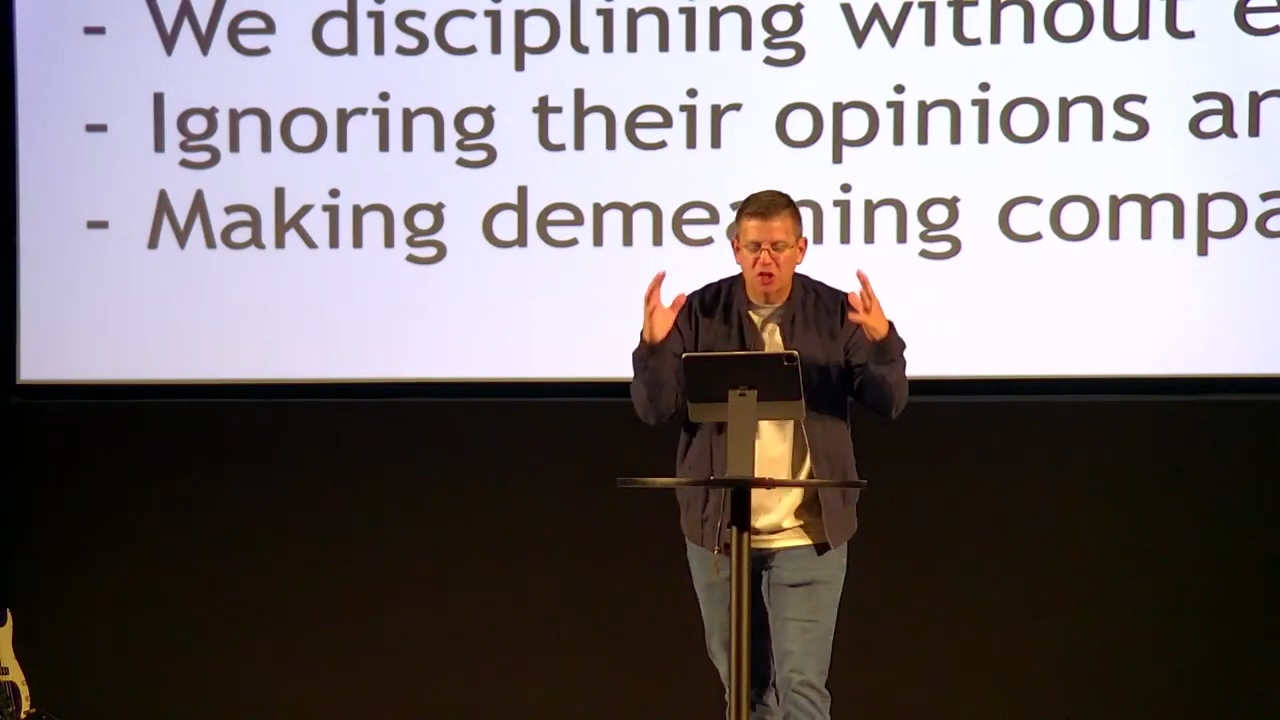 - We disciplining without
- Ignoring their opinions
- Making demeaning